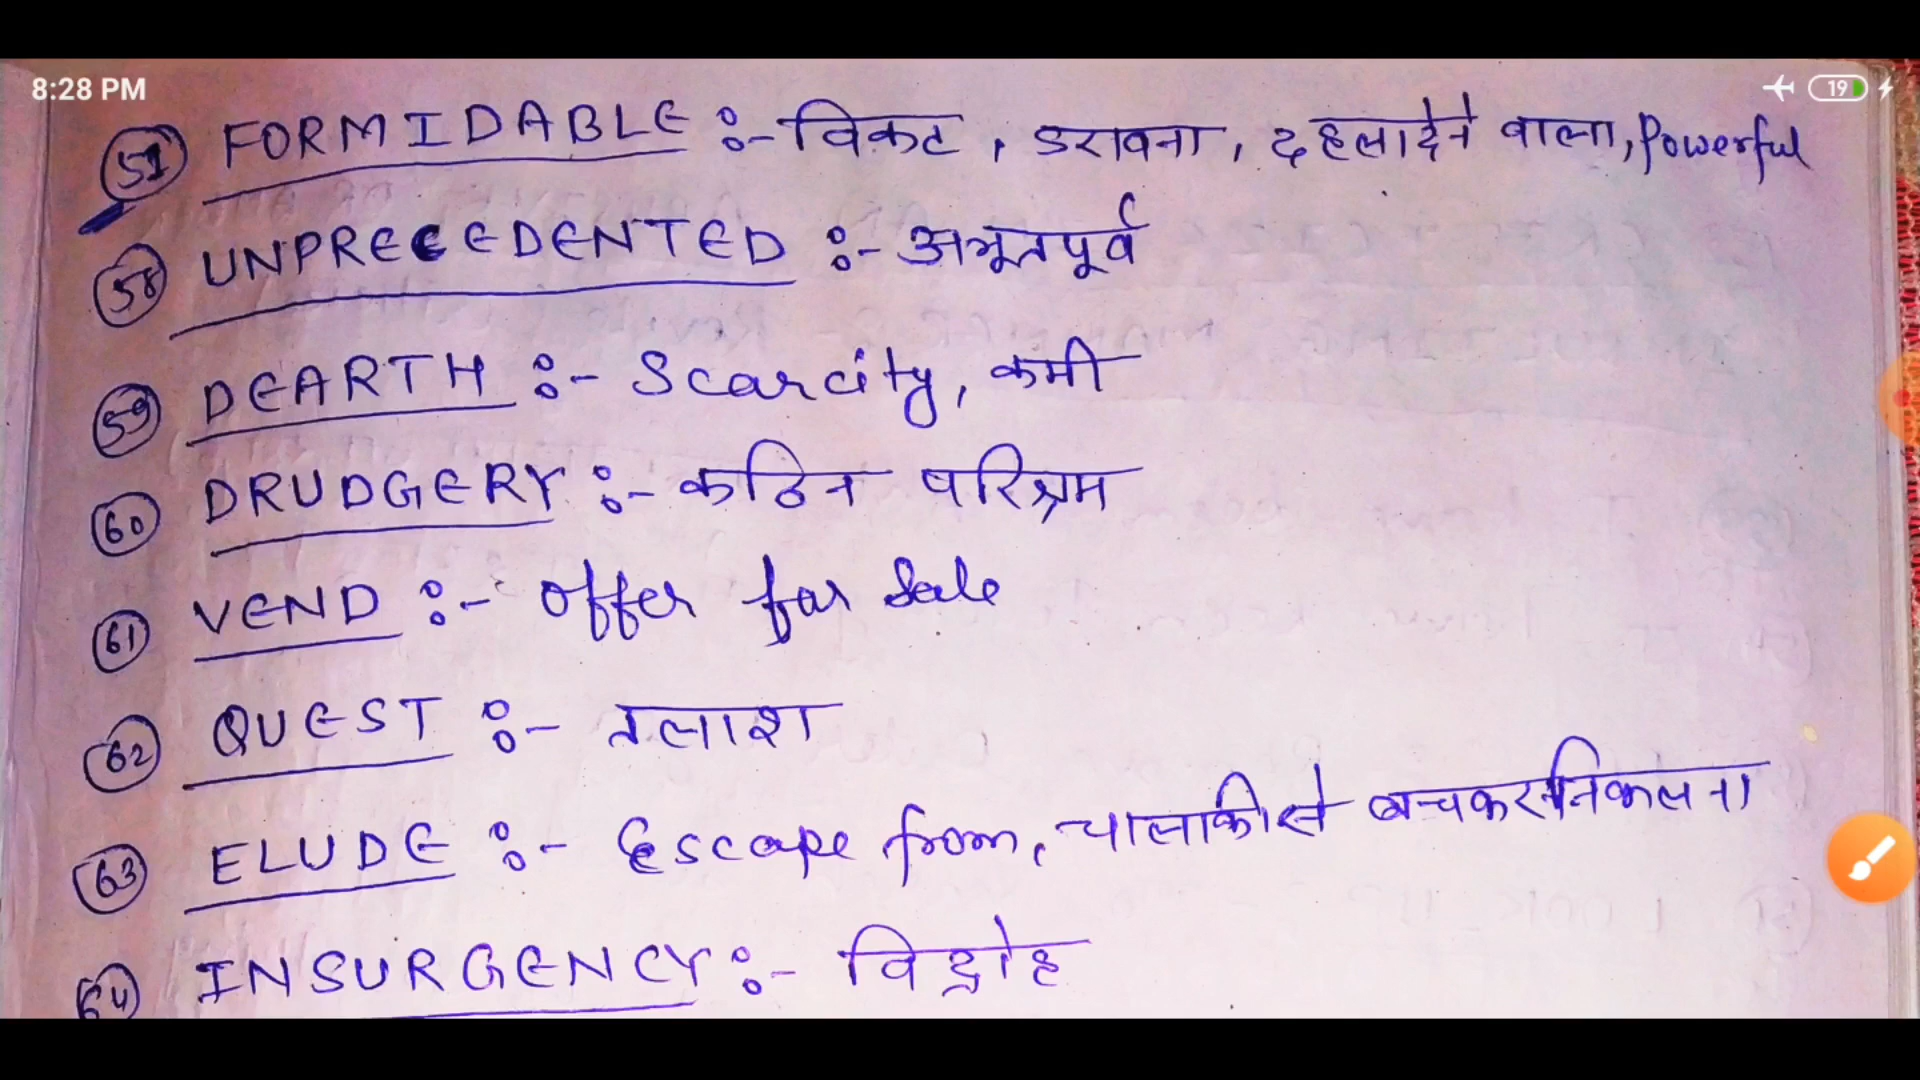 8:28 PM
19
51 FORMIDABLE :- विकट, डरावना, दहलादेने वाला, Powerful
58 UNPRECEDENTED :- अभूतपूर्व
59 DEARTH :- Scarcity, कमी
60 DRUDGERY :- कठिन परिश्रम
61 VEND :- Offer for Sale
62 QUEST :- तलाश
63 ELUDE :- Escape from, चालाकी से बचकर निकलना
64 INSURGENCY :- विद्रोह